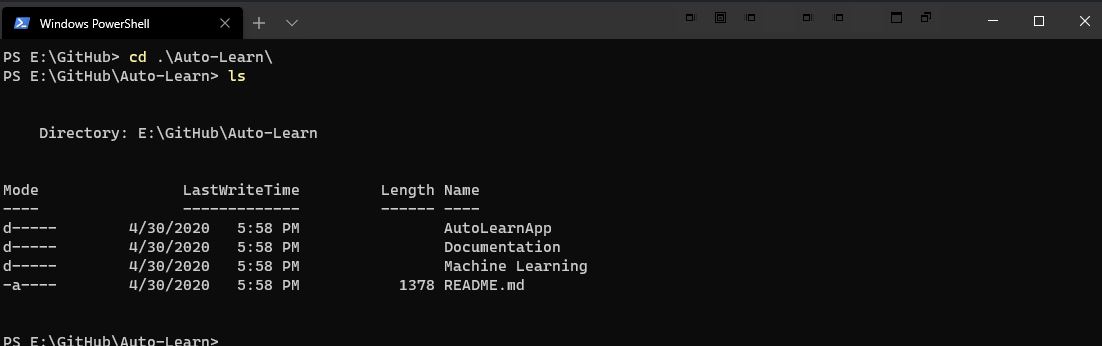 Windows PowerShell
PS E:\GitHub> cd .\Auto-Learn\
PS E:\GitHub\Auto-Learn> ls
Directory: E:\GitHub\Auto-Learn
Mode                LastWriteTime         Length Name
----                -------------         ------ ----
d-----        4/30/2020   5:58 PM                AutoLearnApp
d-----        4/30/2020   5:58 PM                Documentation
d-----        4/30/2020   5:58 PM                Machine Learning
-a----        4/30/2020   5:58 PM           1378 README.md
PS E:\GitHub\Auto-Learn>